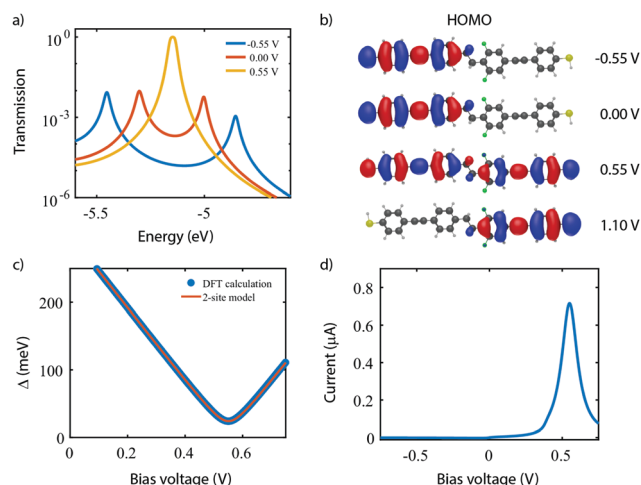 a)
Transmission
10⁰
10⁻³
10⁻⁶
-0.55 V
0.00 V
0.55 V
-5.5
-5
Energy (eV)
b)
HOMO
-0.55 V
0.00 V
0.55 V
1.10 V
c)
Δ (meV)
200
100
0
DFT calculation
2-site model
0
0.2
0.4
0.6
Bias voltage (V)
d)
Current (μA)
0.8
0.6
0.4
0.2
0
-0.5
0
0.5
Bias voltage (V)